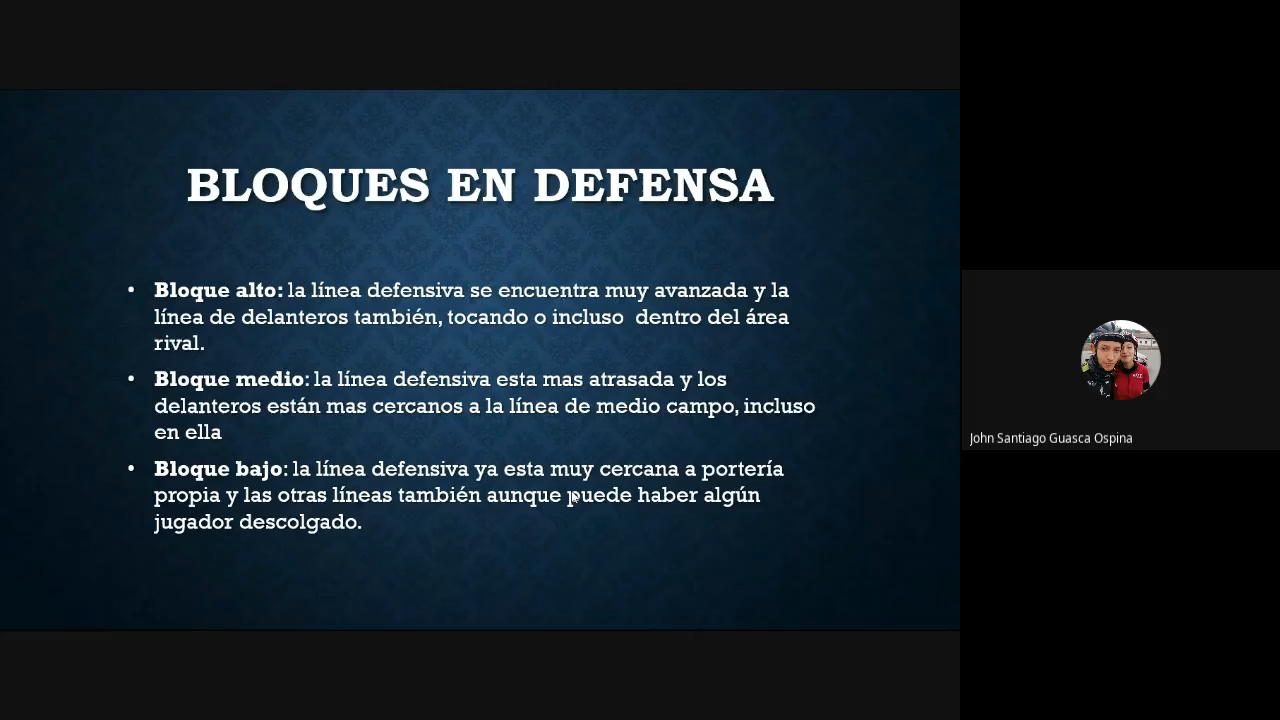 BLOQUES EN DEFENSA
• Bloque alto: la línea defensiva se encuentra muy avanzada y la
línea de delanteros también, tocando o incluso dentro del área
rival.
• Bloque medio: la línea defensiva esta mas atrasada y los
delanteros están mas cercanos a la línea de medio campo, incluso
en ella
• Bloque bajo: la línea defensiva ya esta muy cercana a portería
propia y las otras líneas también aunque puede haber algún
jugador descolgado.
John Santiago Guasca Ospina